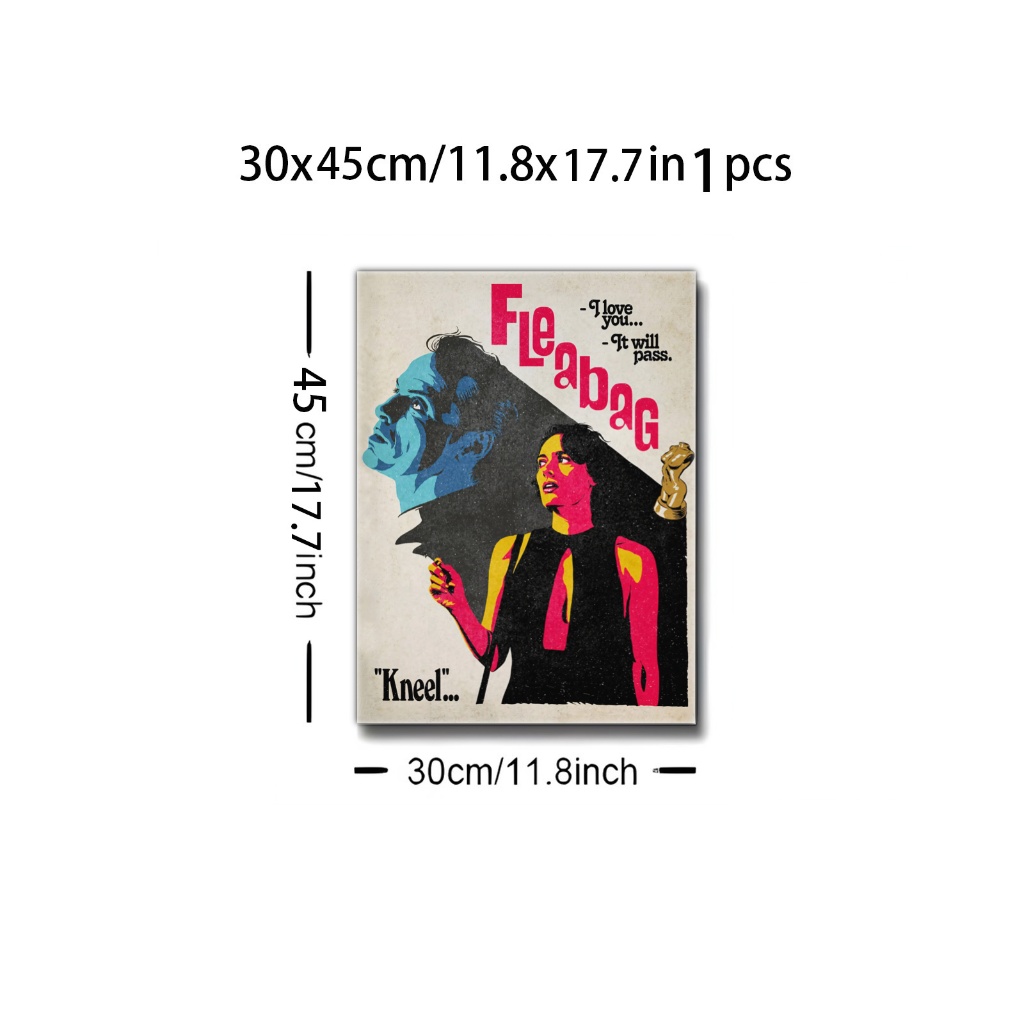 30x45cm/11.8x17.7in 1 pcs
FLeabaG
- I love
you...
- It will
pass.
45 cm/17.7inch
"Kneel"...
30cm/11.8inch